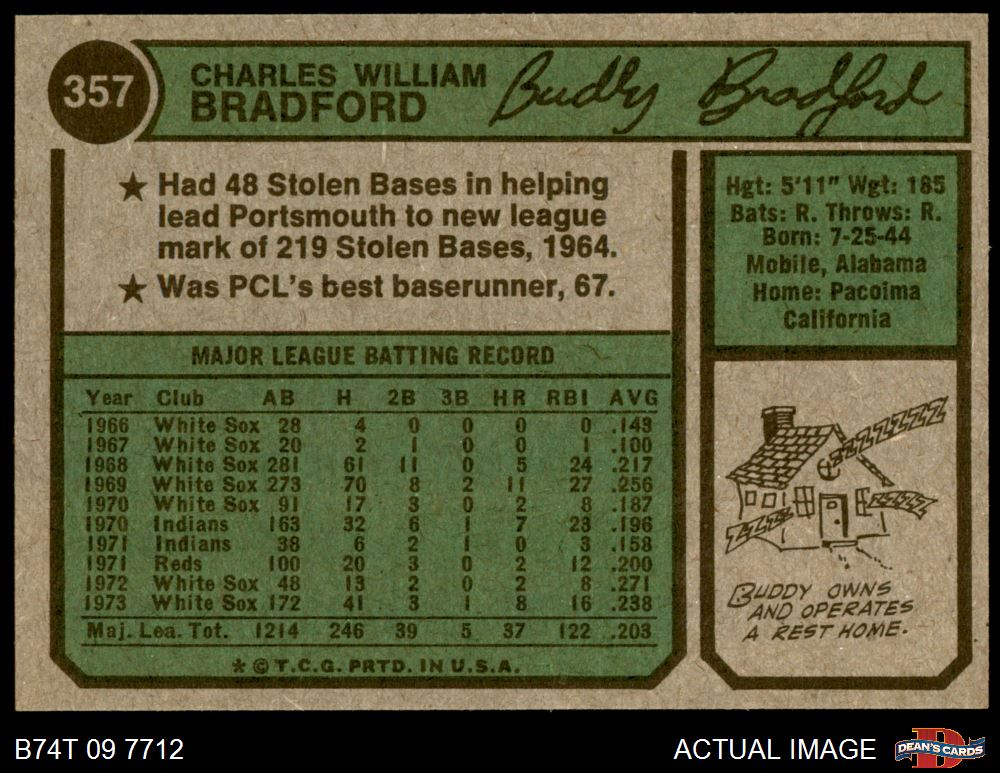 357
CHARLES WILLIAM
BRADFORD
Buddy Bradford
★ Had 48 Stolen Bases in helping
lead Portsmouth to new league
mark of 219 Stolen Bases, 1964.
★ Was PCL's best baserunner, 67.
Hgt: 5'11" Wgt: 185
Bats: R. Throws: R.
Born: 7-25-44
Mobile, Alabama
Home: Pacoima
California
MAJOR LEAGUE BATTING RECORD
Year Club AB H 2B 3B HR RBI AVG
1966 White Sox 28 4 0 0 0 0 .143
1967 White Sox 20 2 1 0 0 1 .100
1968 White Sox 281 61 11 0 5 24 .217
1969 White Sox 273 70 8 2 11 27 .256
1970 White Sox 91 17 3 0 2 8 .187
1970 Indians 163 32 6 1 7 23 .196
1971 Indians 38 6 2 1 0 3 .158
1971 Reds 100 20 3 0 2 12 .200
1972 White Sox 48 13 2 0 2 8 .271
1973 White Sox 172 41 3 1 8 16 .238
Maj. Lea. Tot. 1214 246 39 5 37 122 .203
* © T.C.G. PRTD. IN U.S.A.
ZZZZZZZZ
ZZZZZ
ZZZZZ
BUDDY OWNS
AND OPERATES
A REST HOME.
B74T 09 7712
ACTUAL IMAGE
D
DEAN'S CARDS